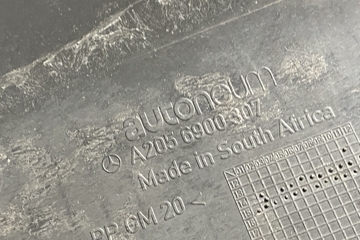 autoneum
A205 6900 307
Made in South Africa
PP GM 20 <